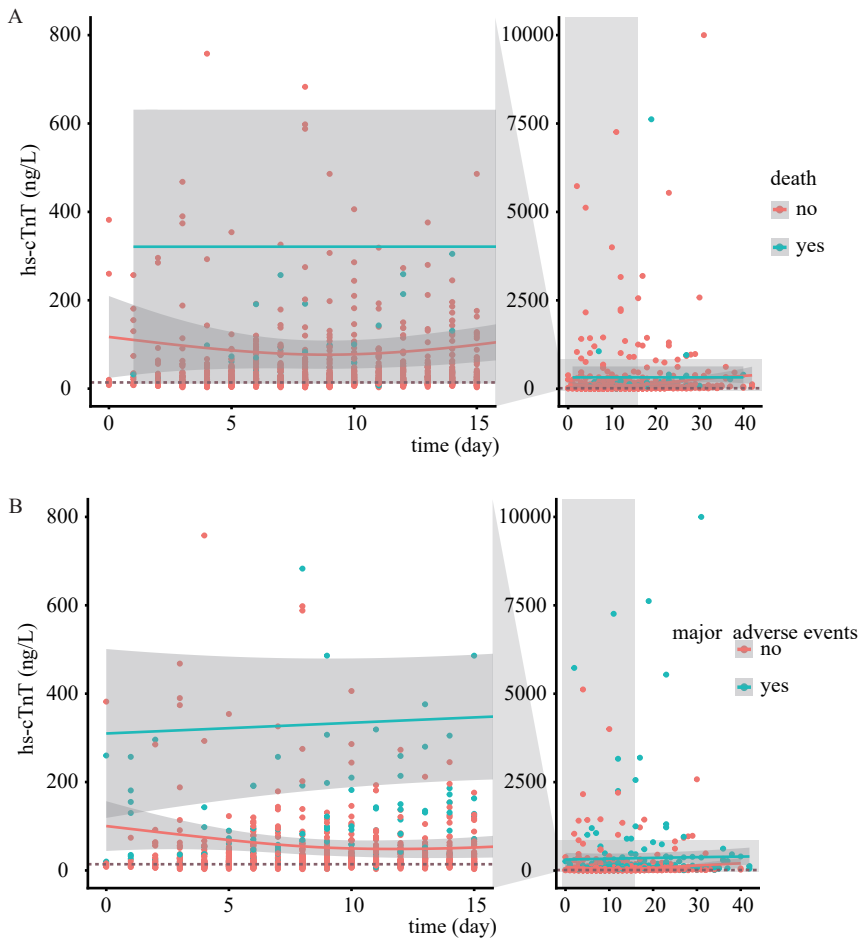 A
hs-cTnT (ng/L)
800
600
400
200
0
0 5 10 15
time (day)
10000
7500
5000
2500
0
0 10 20 30 40
death
no
yes
B
hs-cTnT (ng/L)
800
600
400
200
0
0 5 10 15
time (day)
10000
7500
5000
2500
0
0 10 20 30 40
major adverse events
no
yes